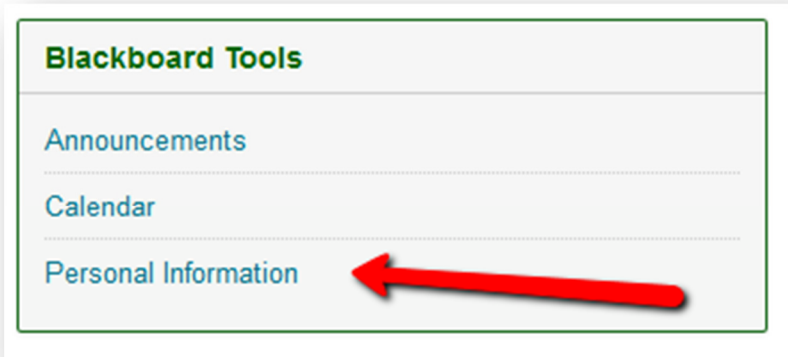 Blackboard Tools
Announcements
Calendar
Personal Information